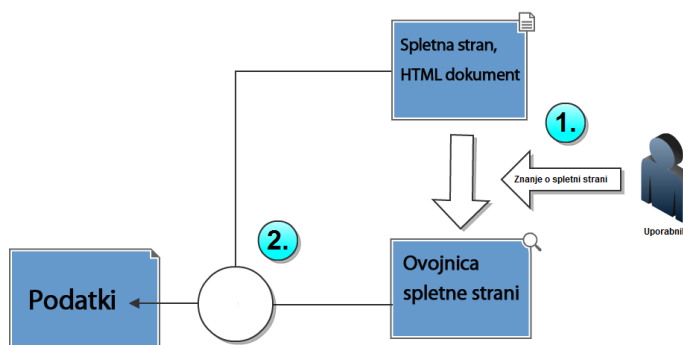 Spletna stran,
HTML dokument
1.
Znanje o spletni strani
Uporabnik
2.
Ovojnica
spletne strani
Podatki